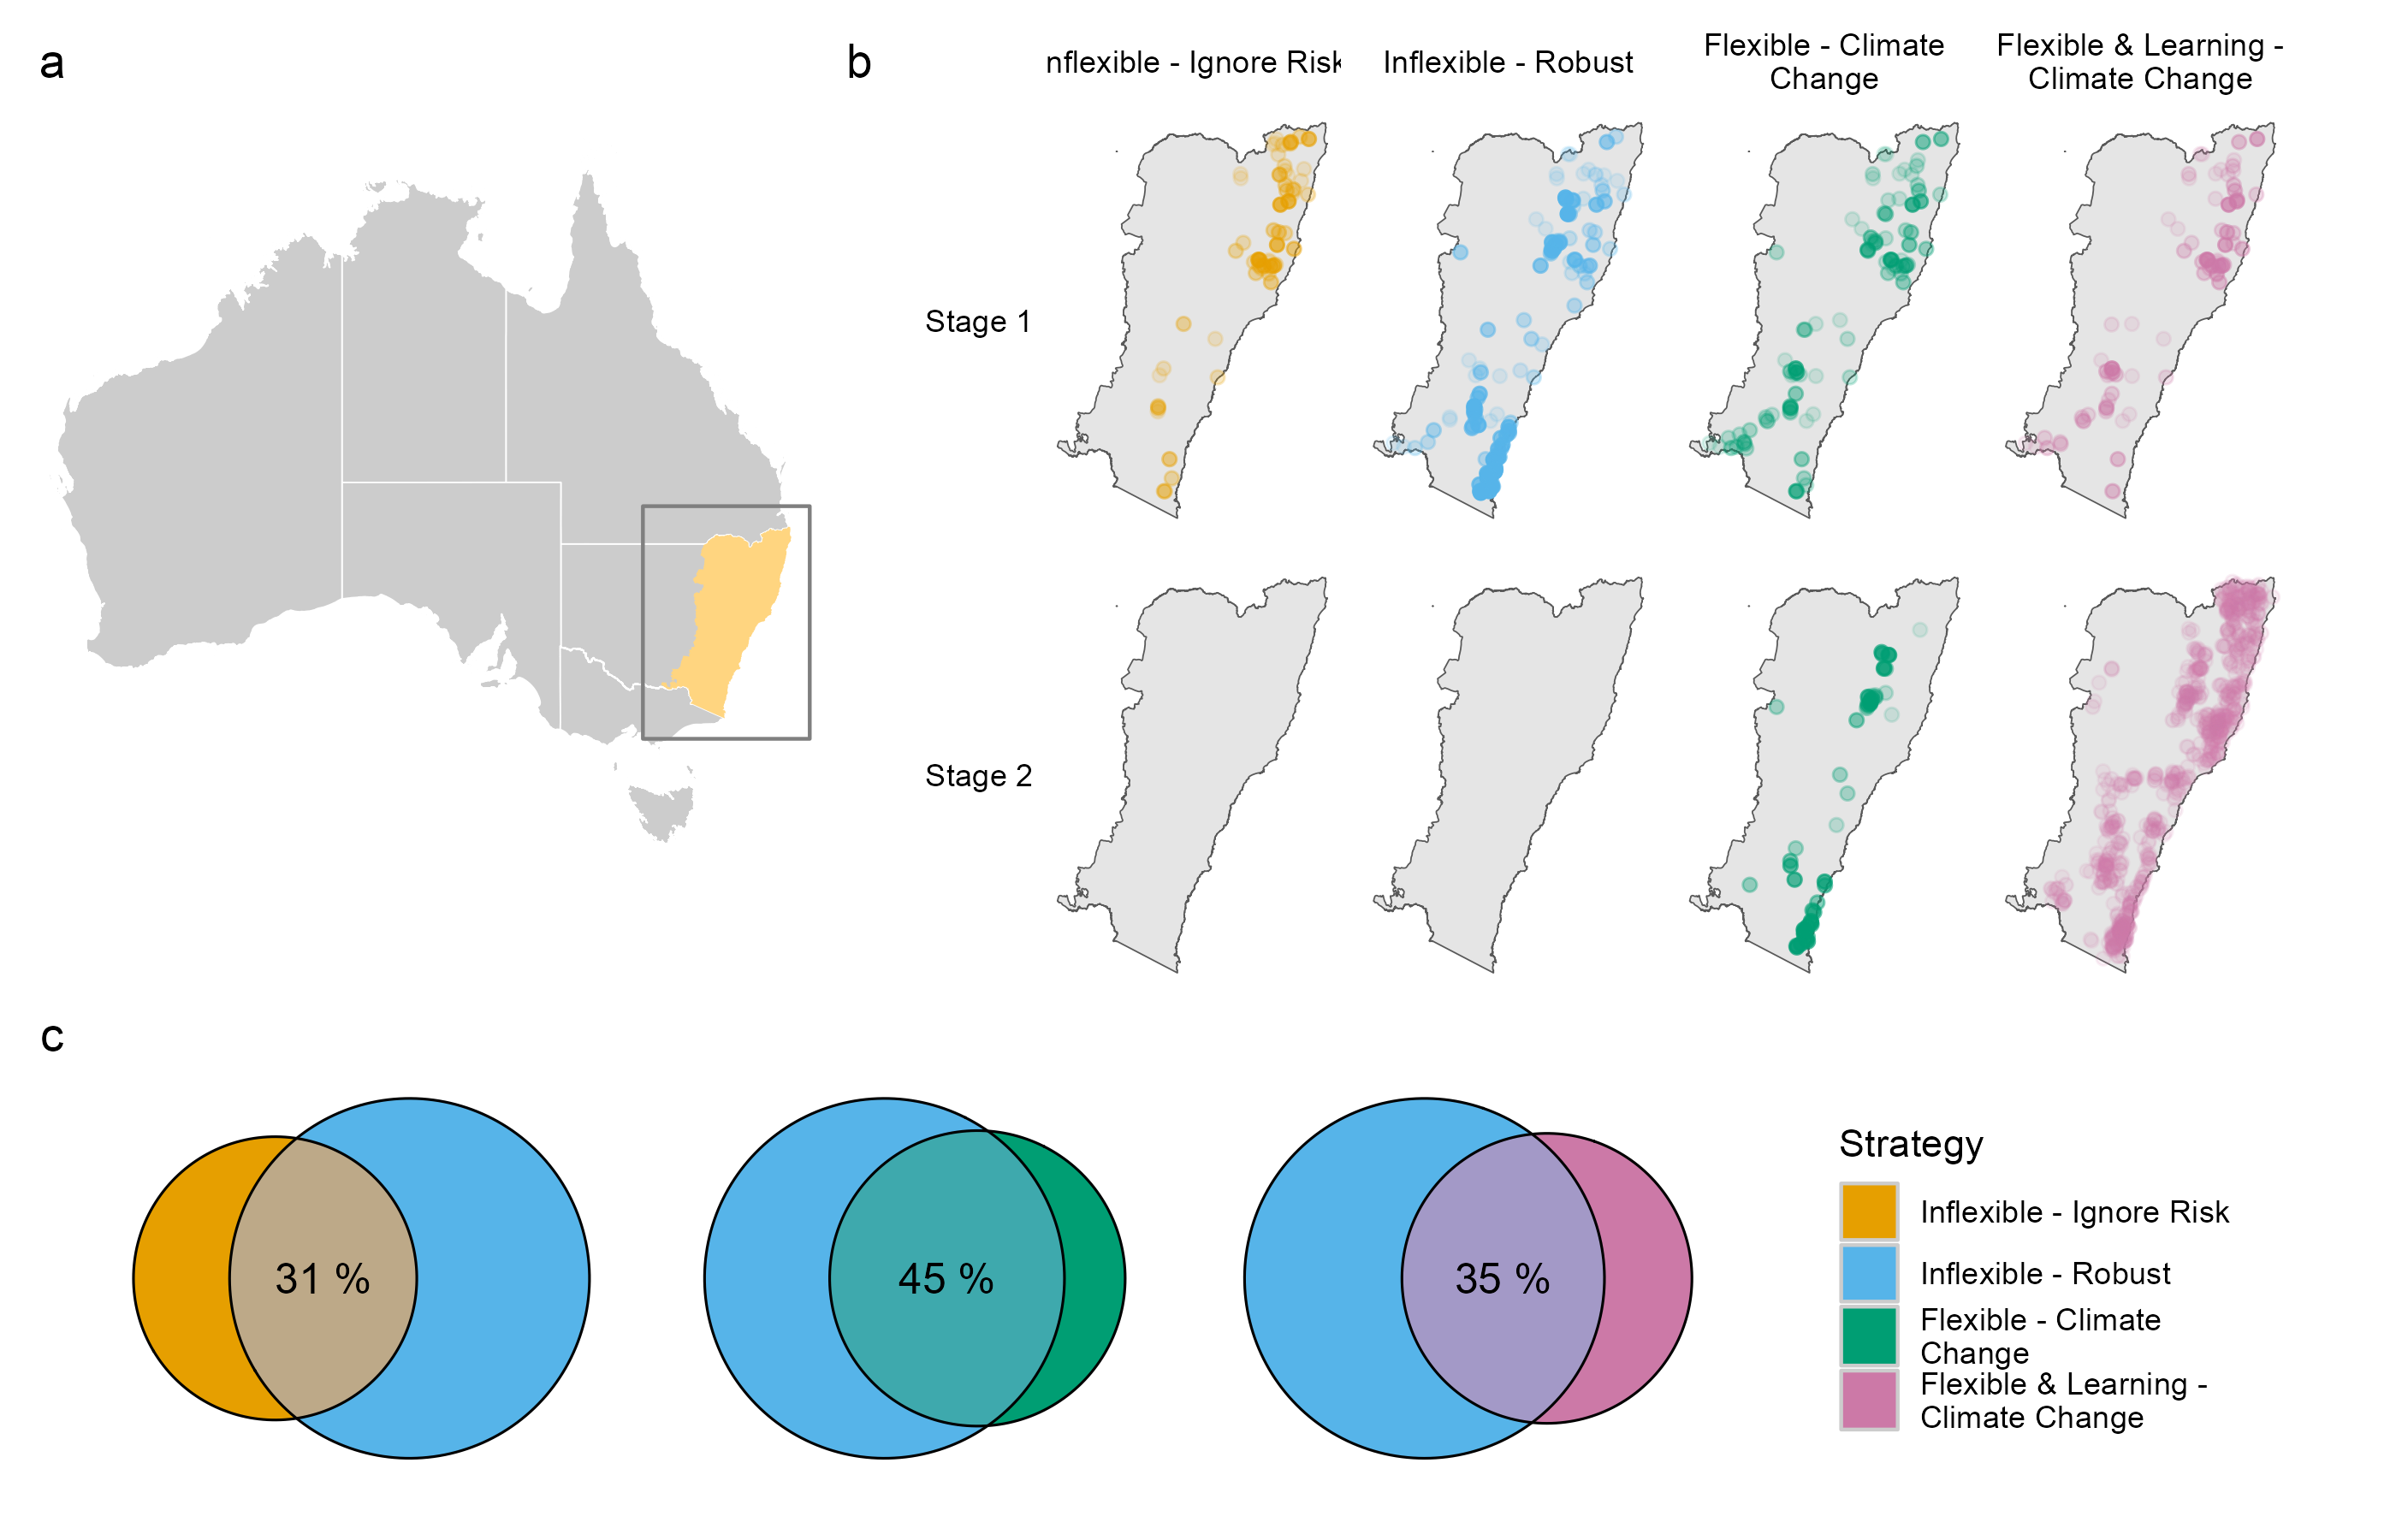 a
b
nflexible - Ignore Risk
Inflexible - Robust
Flexible - Climate
Change
Flexible & Learning -
Climate Change
Stage 1
Stage 2
c
31 %
45 %
35 %
Strategy
Inflexible - Ignore Risk
Inflexible - Robust
Flexible - Climate
Change
Flexible & Learning -
Climate Change